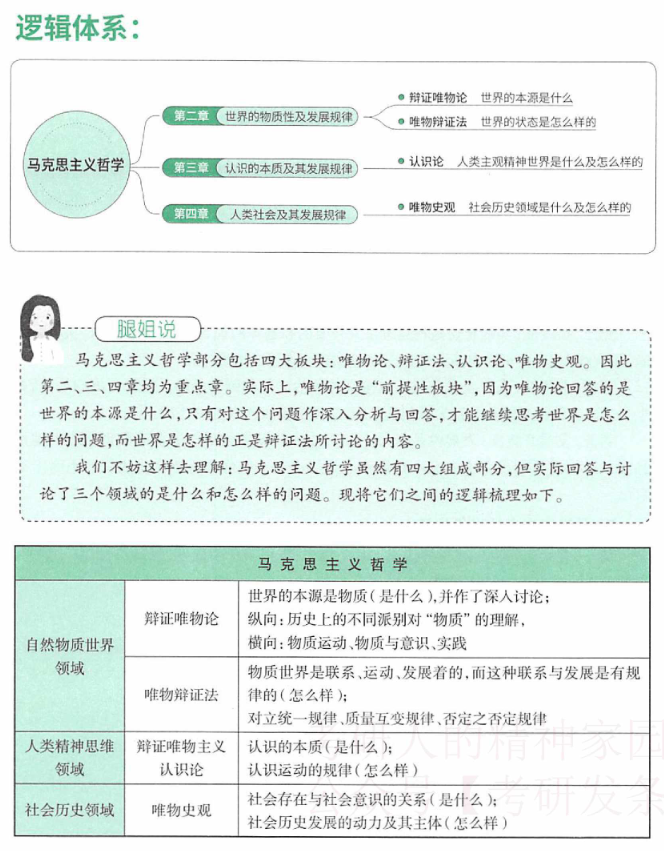 逻辑体系：
马克思主义哲学
第二章 世界的物质性及发展规律
辩证唯物论 世界的本源是什么
唯物辩证法 世界的状态是怎么样的
第三章 认识的本质及其发展规律
认识论 人类主观精神世界是什么及怎么样的
第四章 人类社会及其发展规律
唯物史观 社会历史领域是什么及怎么样的
腿姐说
马克思主义哲学部分包括四大板块：唯物论、辩证法、认识论、唯物史观。因此
第二、三、四章均为重点章。实际上，唯物论是“前提性板块”，因为唯物论回答的是
世界的本源是什么，只有对这个问题作深入分析与回答，才能继续思考世界是怎么
样的问题，而世界是怎样的正是辩证法所讨论的内容。
我们不妨这样去理解：马克思主义哲学虽然有四大组成部分，但实际回答与讨
论了三个领域的是什么和怎么样的问题。现将它们之间的逻辑梳理如下。
马克思主义哲学
自然物质世界
领域
辩证唯物论
世界的本源是物质（是什么），并作了深入讨论；
纵向：历史上的不同派别对“物质”的理解，
横向：物质运动、物质与意识、实践
唯物辩证法
物质世界是联系、运动、发展着的，而这种联系与发展是有规
律的（怎么样）；
对立统一规律、质量互变规律、否定之否定规律
人类精神思维
领域
辩证唯物主义
认识论
认识的本质（是什么）；
认识运动的规律（怎么样）
社会历史领域
唯物史观
社会存在与社会意识的关系（是什么）；
社会历史发展的动力及其主体（怎么样）
人的精神家园
考研发条